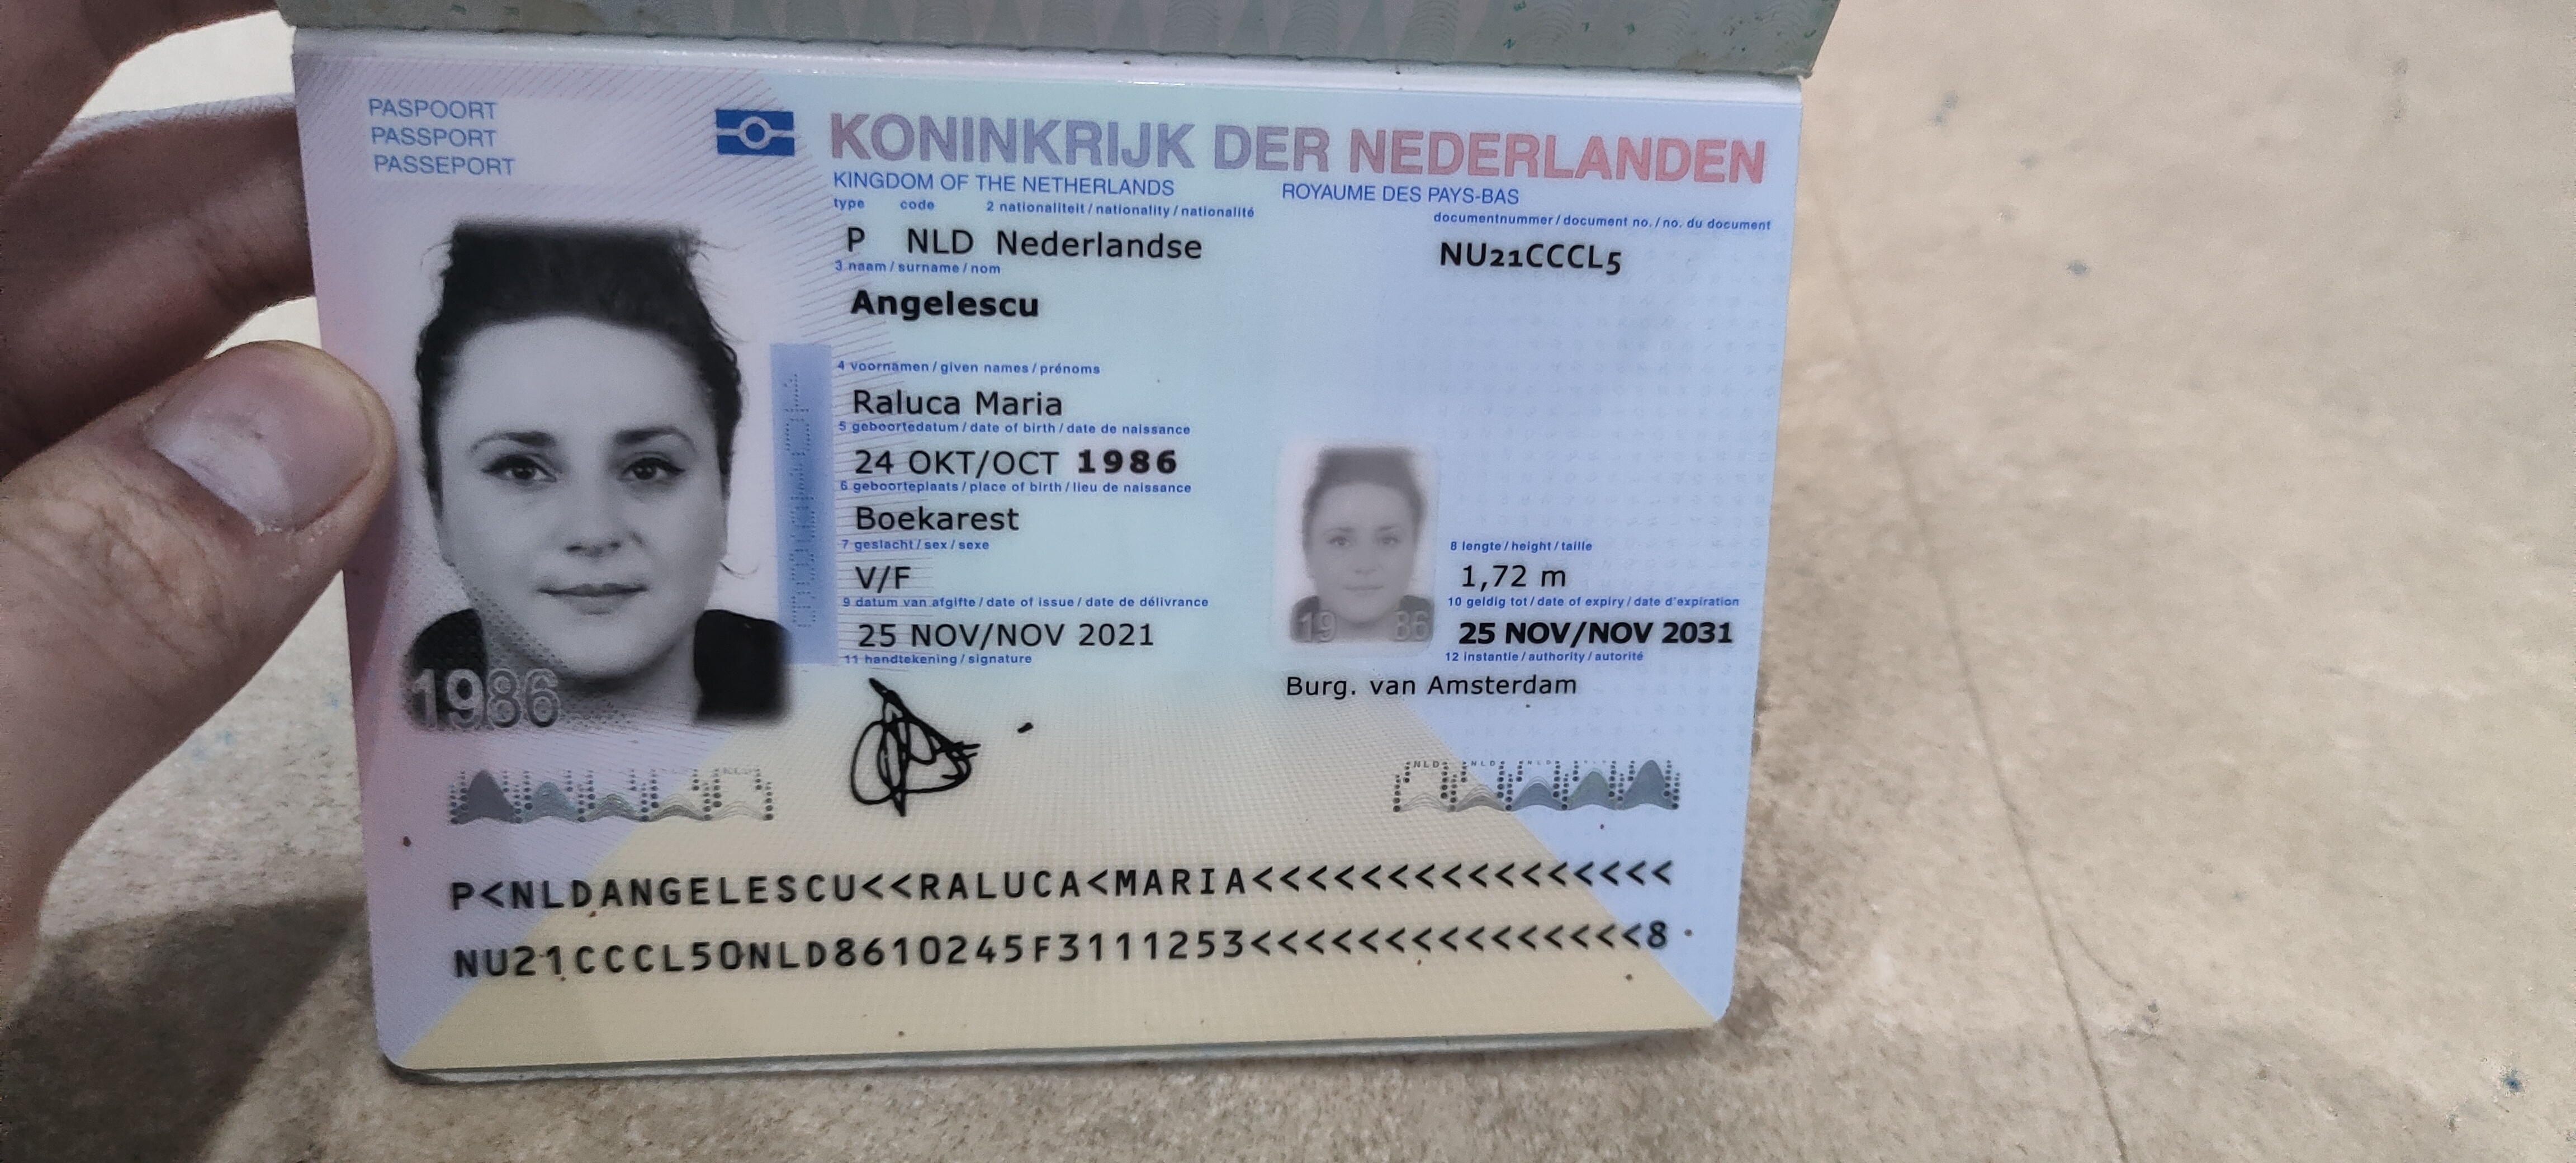 PASPOORT
PASSPORT
PASSEPORT
KONINKRIJK DER NEDERLANDEN
KINGDOM OF THE NETHERLANDS ROYAUME DES PAYS-BAS
type code 2 nationaliteit / nationality / nationalité documentnummer / document no. / no. du document
P NLD Nederlandse NU21CCCL5
3 naam / surname / nom
Angelescu
4 voornamen / given names / prénoms
Raluca Maria
5 geboortedatum / date of birth / date de naissance
24 OKT/OCT 1986
6 geboorteplaats / place of birth / lieu de naissance
Boekarest
7 geslacht / sex / sexe 8 lengte / height / taille
V/F 1,72 m
9 datum van afgifte / date of issue / date de délivrance 10 geldig tot / date of expiry / date d'expiration
25 NOV/NOV 2021 25 NOV/NOV 2031
11 handtekening / signature 12 instantie / authority / autorité
Burg. van Amsterdam
1986
19 86
NLD NLD NLD
P<NLDANGELESCU<<RALUCA<MARIA<<<<<<<<<<<<<<<<
NU21CCCL50NLD8610245F3111253<<<<<<<<<<<<<<<8